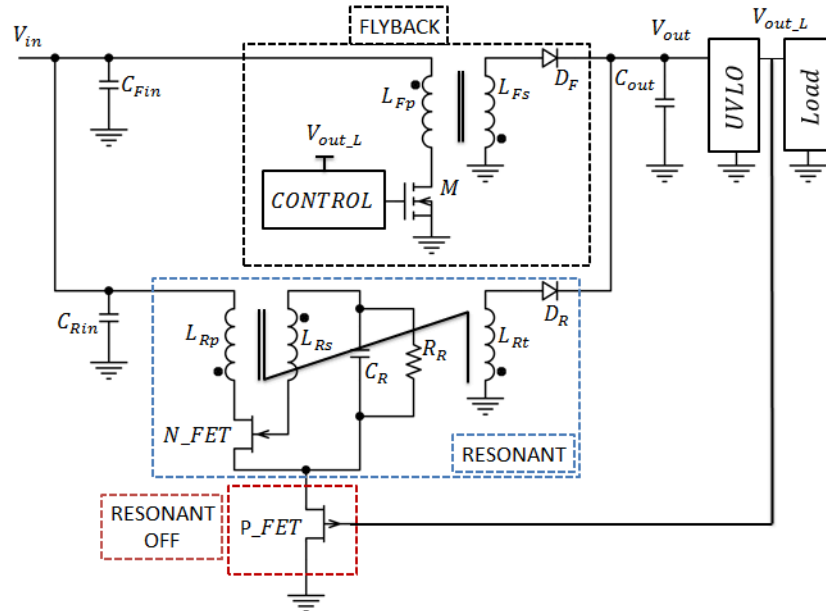 FLYBACK
V_in
V_out
V_out_L
C_Fin
L_Fp
L_Fs
D_F
C_out
UVLO
Load
V_out_L
CONTROL
M
C_Rin
L_Rp
L_Rs
C_R
R_R
L_Rt
D_R
N_FET
RESONANT
RESONANT
OFF
P_FET